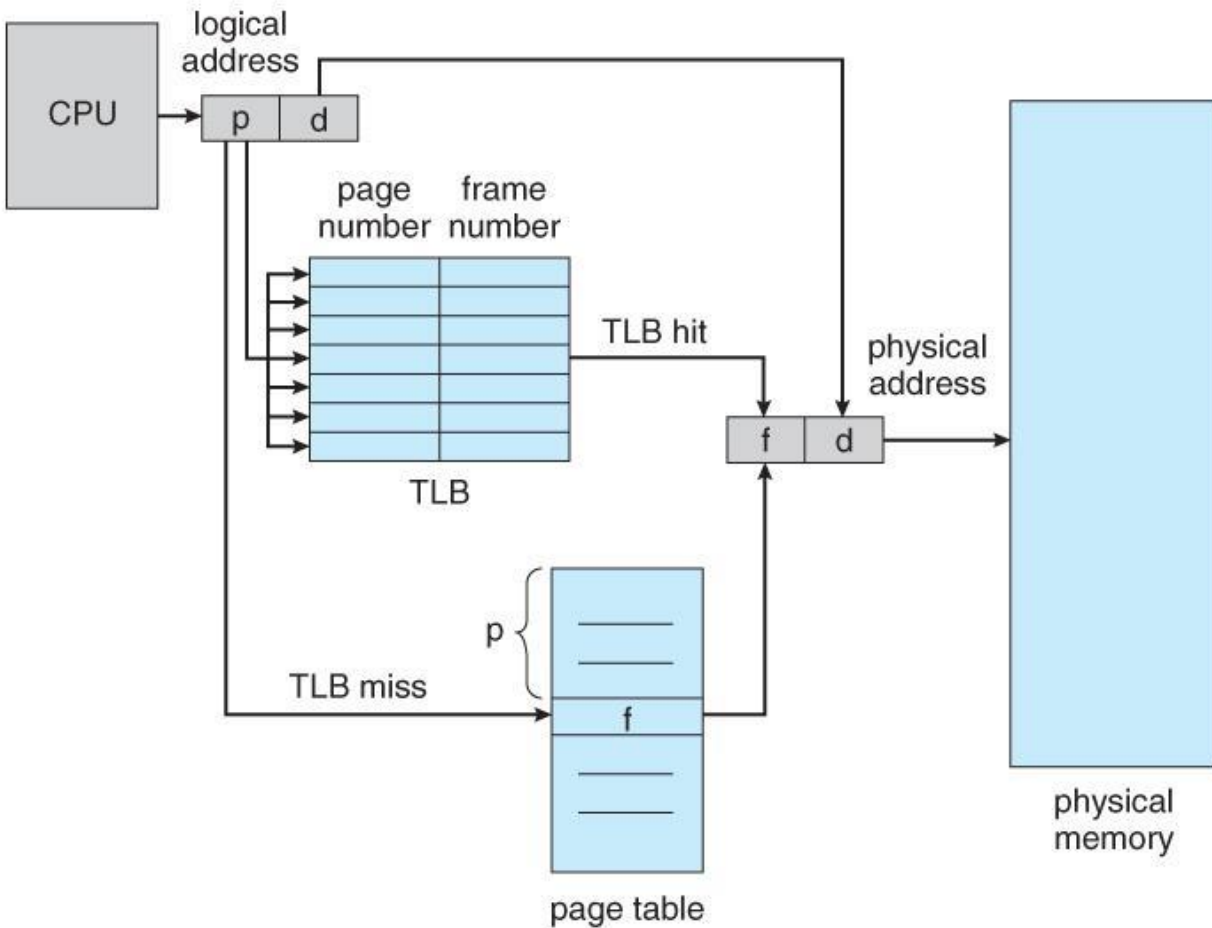 logical
address
CPU
p
d
page
number
frame
number
TLB hit
physical
address
f
d
TLB
p
TLB miss
f
physical
memory
page table